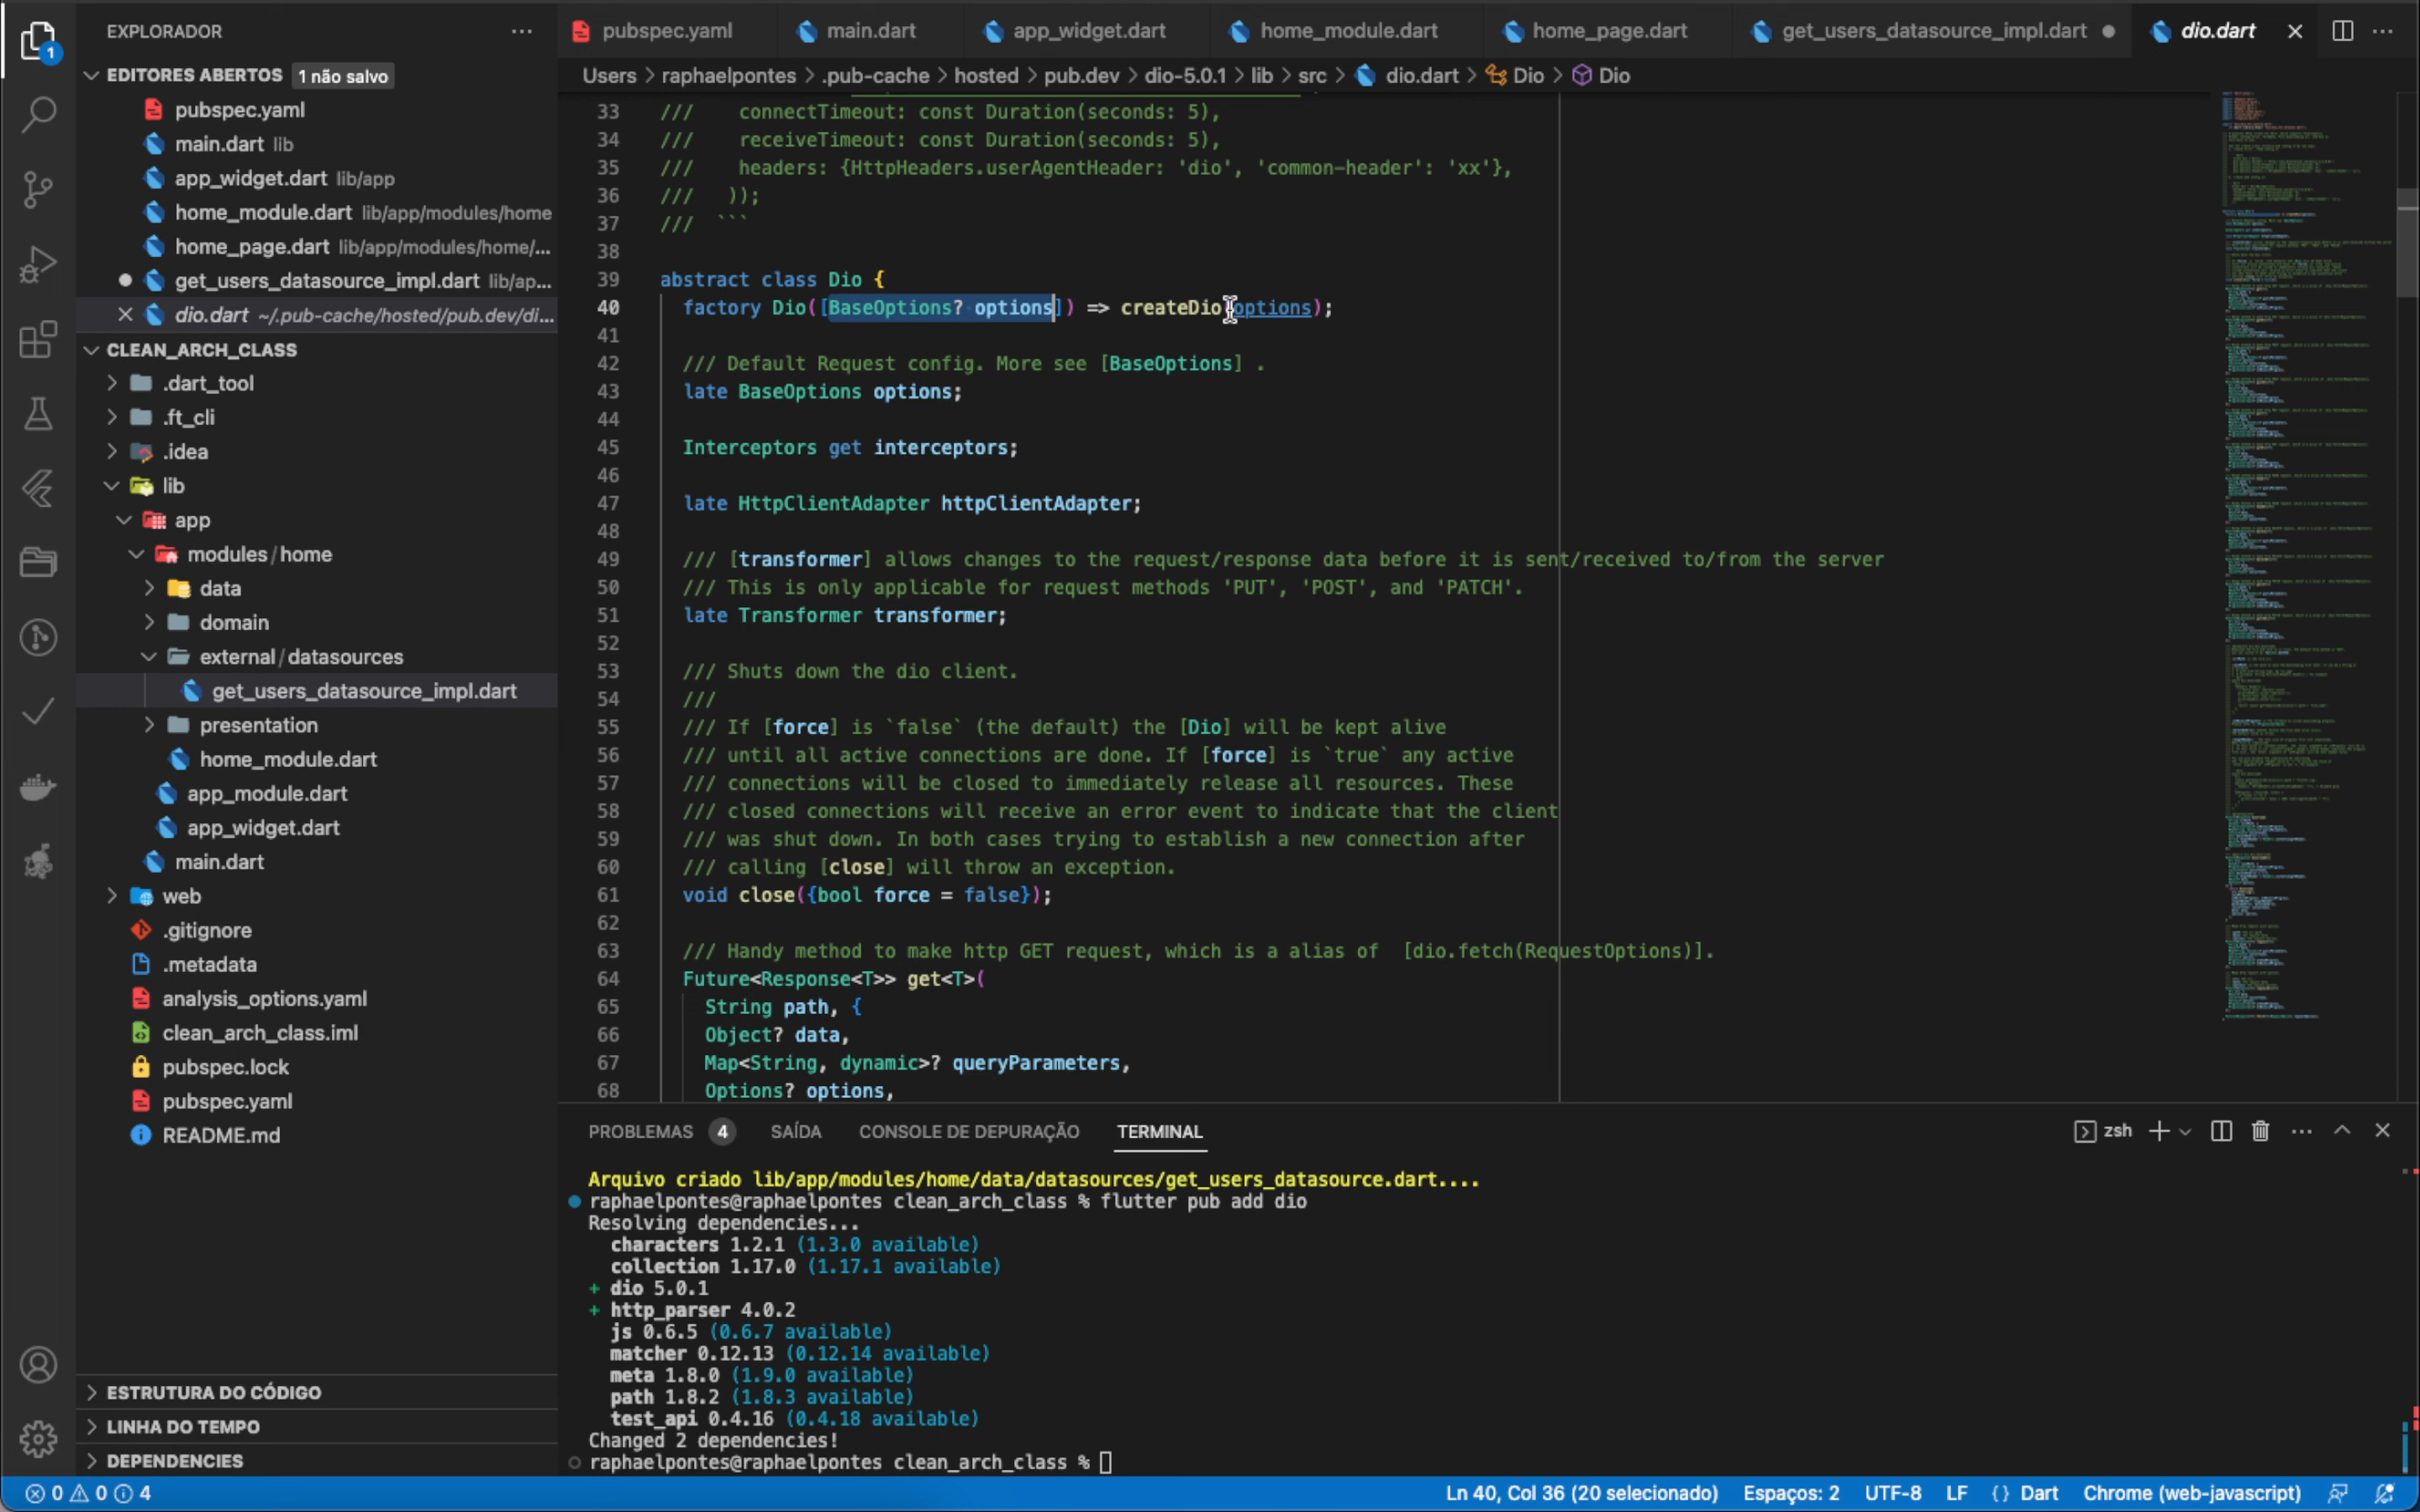 EXPLORADOR
EDITORES ABERTOS 1 não salvo
pubspec.yaml
main.dart lib
app_widget.dart lib/app
home_module.dart lib/app/modules/home
home_page.dart lib/app/modules/home/...
get_users_datasource_impl.dart lib/ap...
dio.dart ~/.pub-cache/hosted/pub.dev/di...
CLEAN_ARCH_CLASS
.dart_tool
.ft_cli
.idea
lib
app
modules/home
data
domain
external/datasources
get_users_datasource_impl.dart
presentation
home_module.dart
app_module.dart
app_widget.dart
main.dart
web
.gitignore
.metadata
analysis_options.yaml
clean_arch_class.iml
pubspec.lock
pubspec.yaml
README.md
ESTRUTURA DO CÓDIGO
LINHA DO TEMPO
DEPENDENCIES
1
pubspec.yaml main.dart app_widget.dart home_module.dart home_page.dart get_users_datasource_impl.dart dio.dart
Users > raphaelpontes > .pub-cache > hosted > pub.dev > dio-5.0.1 > lib > src > dio.dart > Dio > Dio
33 /// connectTimeout: const Duration(seconds: 5),
34 /// receiveTimeout: const Duration(seconds: 5),
35 /// headers: {HttpHeaders.userAgentHeader: 'dio', 'common-header': 'xx'},
36 /// ));
37 /// ```
38
39 abstract class Dio {
40 factory Dio([BaseOptions? options]) => createDio(options);
41
42 /// Default Request config. More see [BaseOptions] .
43 late BaseOptions options;
44
45 Interceptors get interceptors;
46
47 late HttpClientAdapter httpClientAdapter;
48
49 /// [transformer] allows changes to the request/response data before it is sent/received to/from the server
50 /// This is only applicable for request methods 'PUT', 'POST', and 'PATCH'.
51 late Transformer transformer;
52
53 /// Shuts down the dio client.
54 ///
55 /// If [force] is `false` (the default) the [Dio] will be kept alive
56 /// until all active connections are done. If [force] is `true` any active
57 /// connections will be closed to immediately release all resources. These
58 /// closed connections will receive an error event to indicate that the client
59 /// was shut down. In both cases trying to establish a new connection after
60 /// calling [close] will throw an exception.
61 void close({bool force = false});
62
63 /// Handy method to make http GET request, which is a alias of  [dio.fetch(RequestOptions)].
64 Future<Response<T>> get<T>(
65 String path, {
66 Object? data,
67 Map<String, dynamic>? queryParameters,
68 Options? options,
PROBLEMAS 4 SAÍDA CONSOLE DE DEPURAÇÃO TERMINAL zsh
Arquivo criado lib/app/modules/home/data/datasources/get_users_datasource.dart....
raphaelpontes@raphaelpontes clean_arch_class % flutter pub add dio
Resolving dependencies...
characters 1.2.1 (1.3.0 available)
collection 1.17.0 (1.17.1 available)
+ dio 5.0.1
+ http_parser 4.0.2
js 0.6.5 (0.6.7 available)
matcher 0.12.13 (0.12.14 available)
meta 1.8.0 (1.9.0 available)
path 1.8.2 (1.8.3 available)
test_api 0.4.16 (0.4.18 available)
Changed 2 dependencies!
raphaelpontes@raphaelpontes clean_arch_class %
0 0 4 Ln 40, Col 36 (20 selecionado) Espaços: 2 UTF-8 LF {} Dart Chrome (web-javascript)